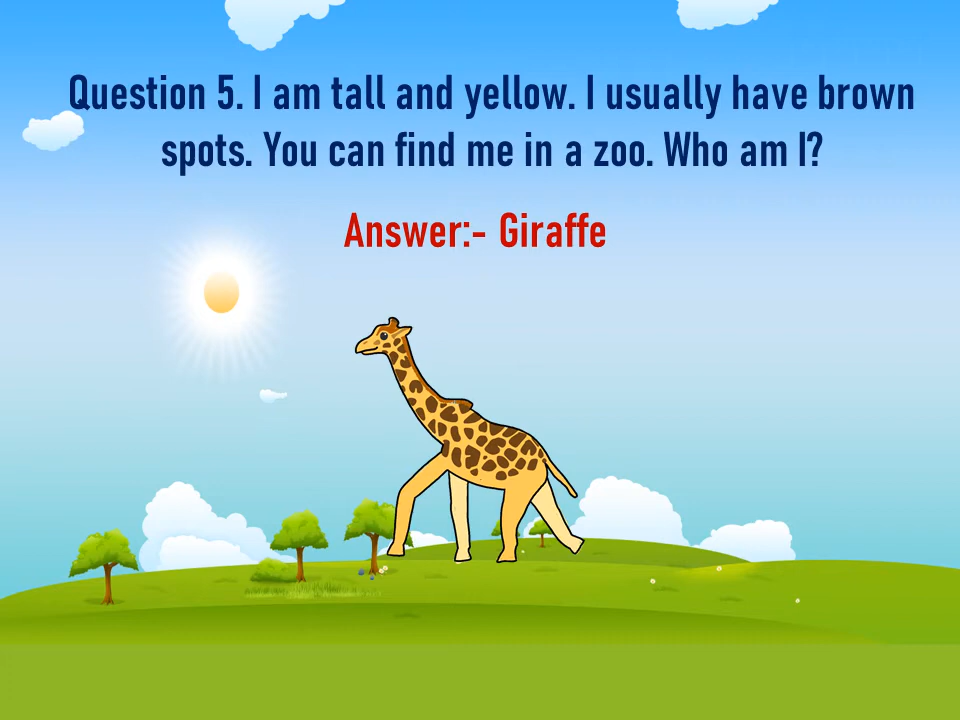 Question 5. I am tall and yellow. I usually have brown
spots. You can find me in a zoo. Who am I?
Answer:- Giraffe